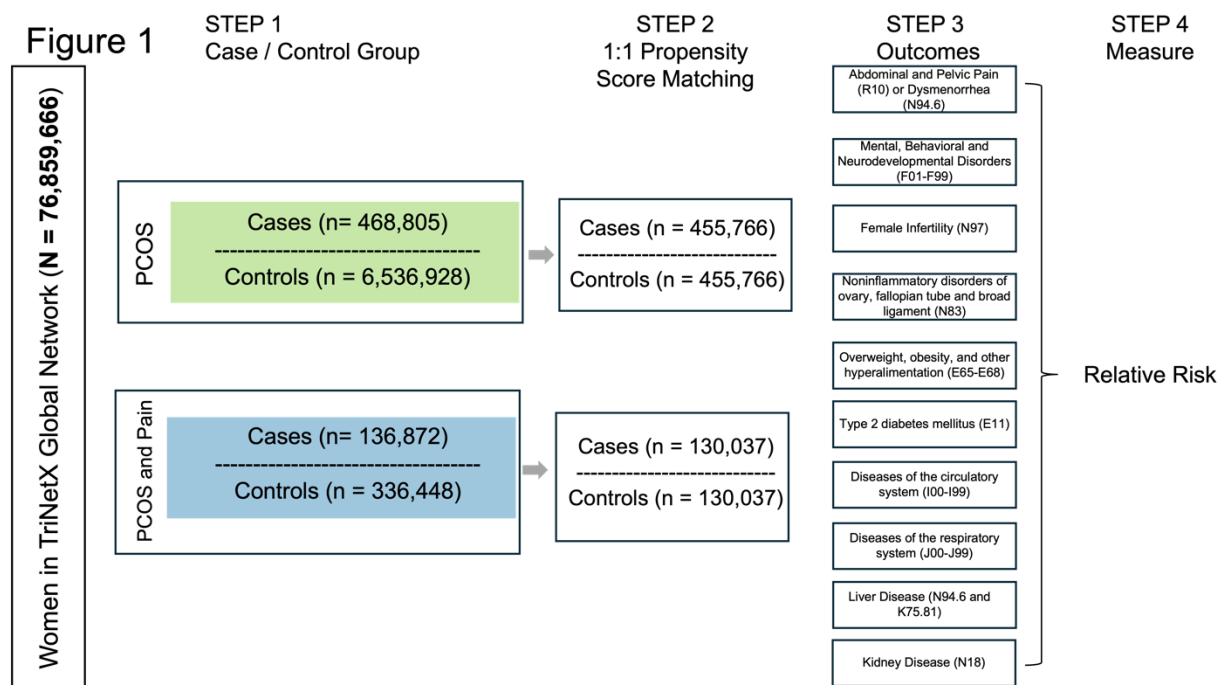 Figure 1
STEP 1
Case / Control Group
STEP 2
1:1 Propensity
Score Matching
STEP 3
Outcomes
STEP 4
Measure
Women in TriNetX Global Network (N = 76,859,666)
PCOS
Cases (n= 468,805)
------------------------------------
Controls (n = 6,536,928)
Cases (n = 455,766)
---------------------------
Controls (n = 455,766)
PCOS and Pain
Cases (n= 136,872)
------------------------------------
Controls (n = 336,448)
Cases (n = 130,037)
---------------------------
Controls (n = 130,037)
Abdominal and Pelvic Pain
(R10) or Dysmenorrhea
(N94.6)
Mental, Behavioral and
Neurodevelopmental Disorders
(F01-F99)
Female Infertility (N97)
Noninflammatory disorders of
ovary, fallopian tube and broad
ligament (N83)
Overweight, obesity, and other
hyperalimentation (E65-E68)
Type 2 diabetes mellitus (E11)
Diseases of the circulatory
system (I00-I99)
Diseases of the respiratory
system (J00-J99)
Liver Disease (N94.6 and
K75.81)
Kidney Disease (N18)
Relative Risk